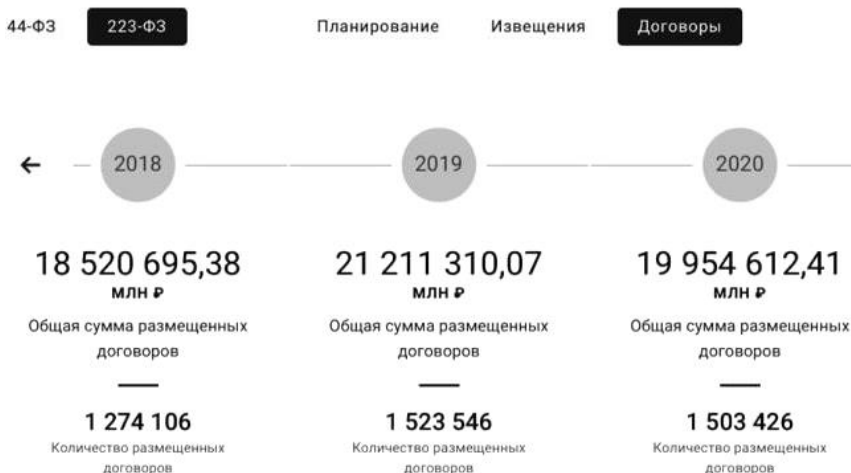 44-ФЗ 223-ФЗ Планирование Извещения Договоры
2018 2019 2020
18 520 695,38 21 211 310,07 19 954 612,41
млн ₽ млн ₽ млн ₽
Общая сумма размещенных Общая сумма размещенных Общая сумма размещенных
договоров договоров договоров
1 274 106 1 523 546 1 503 426
Количество размещенных Количество размещенных Количество размещенных
договоров договоров договоров